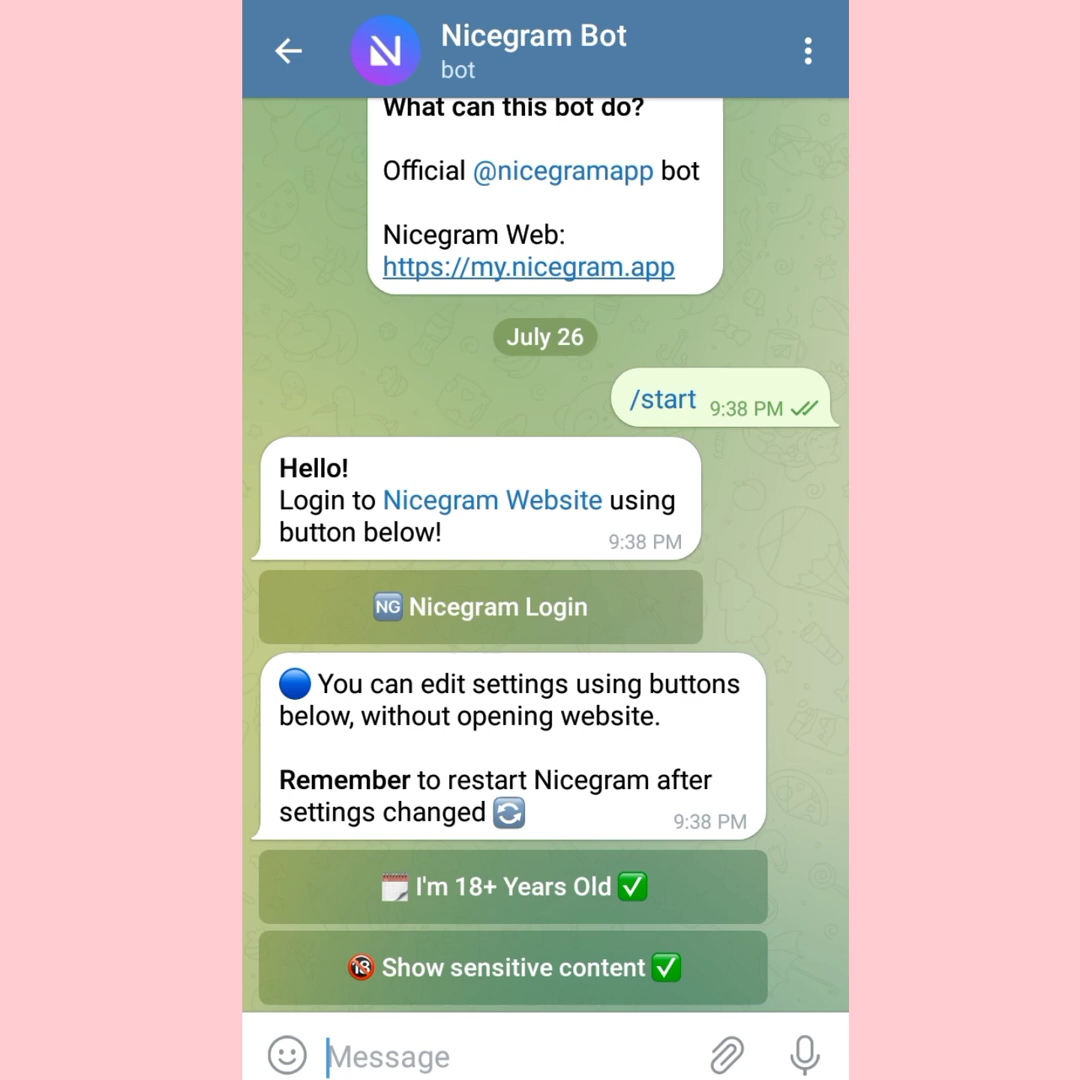 Nicegram Bot
bot
What can this bot do?
Official @nicegramapp bot
Nicegram Web:
https://my.nicegram.app
July 26
/start 9:38 PM
Hello!
Login to Nicegram Website using
button below!
9:38 PM
NG Nicegram Login
You can edit settings using buttons
below, without opening website.
Remember to restart Nicegram after
settings changed
9:38 PM
I'm 18+ Years Old
18 Show sensitive content
Message